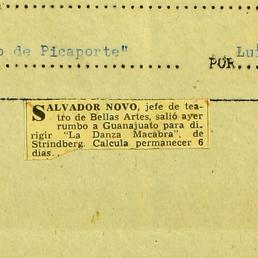 o de Picaporte" Lui
POR
SALVADOR NOVO, jefe de tea-
tro de Bellas Artes, salió ayer
rumbo a Guanajuato para di-
rigir "La Danza Macabra", de
Strindberg. Calcula permanecer 6
días.